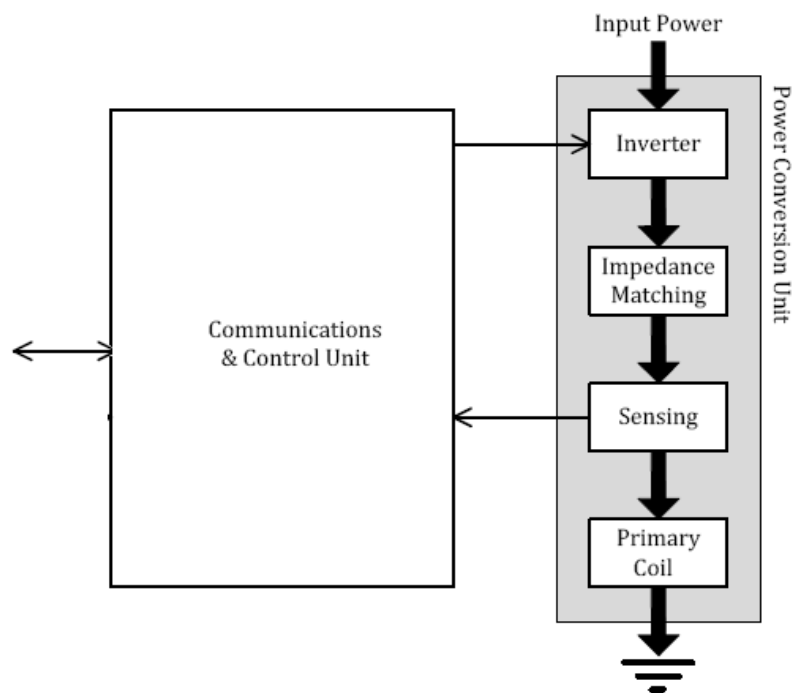 Input Power
Power Conversion Unit
Inverter
Impedance
Matching
Communications
& Control Unit
Sensing
Primary
Coil